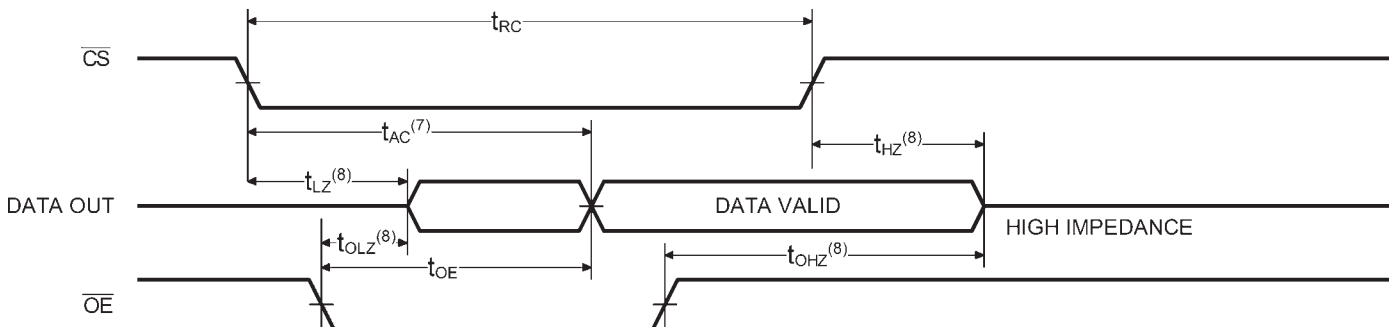 tRC
CS
tAC(7)
tHZ(8)
tLZ(8)
DATA OUT
DATA VALID
HIGH IMPEDANCE
tOLZ(8)
tOE
tOHZ(8)
OE